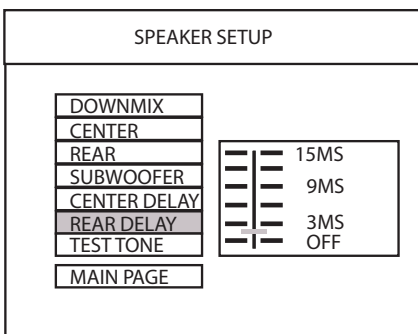 SPEAKER SETUP
DOWNMIX
CENTER
REAR
SUBWOOFER
CENTER DELAY
REAR DELAY
TEST TONE
MAIN PAGE
15MS
9MS
3MS
OFF